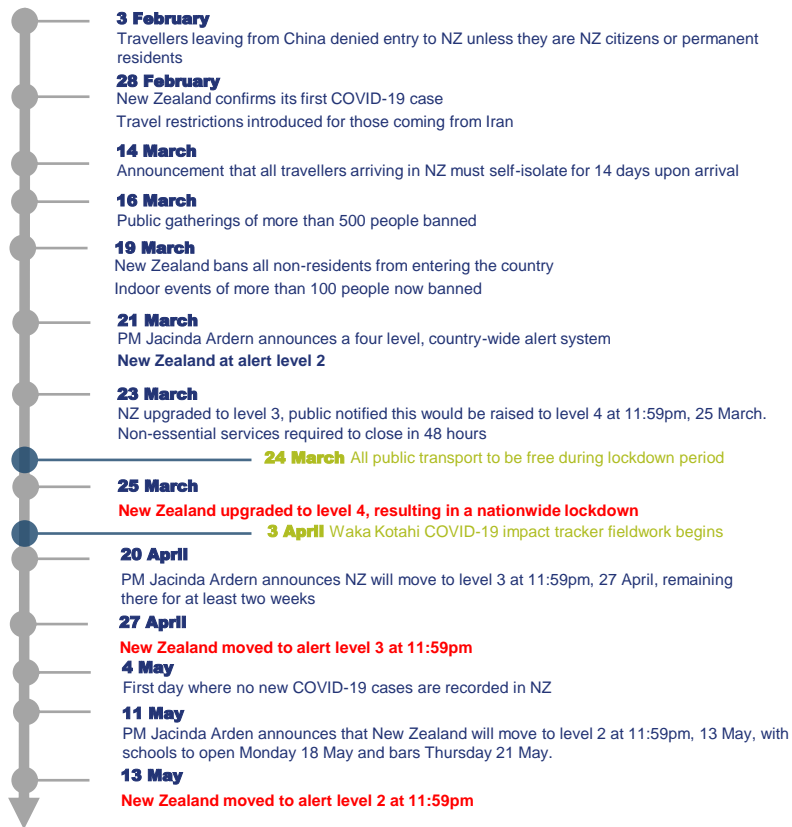 3 February
Travellers leaving from China denied entry to NZ unless they are NZ citizens or permanent
residents
28 February
New Zealand confirms its first COVID-19 case
Travel restrictions introduced for those coming from Iran
14 March
Announcement that all travellers arriving in NZ must self-isolate for 14 days upon arrival
16 March
Public gatherings of more than 500 people banned
19 March
New Zealand bans all non-residents from entering the country
Indoor events of more than 100 people now banned
21 March
PM Jacinda Ardern announces a four level, country-wide alert system
New Zealand at alert level 2
23 March
NZ upgraded to level 3, public notified this would be raised to level 4 at 11:59pm, 25 March.
Non-essential services required to close in 48 hours
24 March All public transport to be free during lockdown period
25 March
New Zealand upgraded to level 4, resulting in a nationwide lockdown
3 April Waka Kotahi COVID-19 impact tracker fieldwork begins
20 April
PM Jacinda Ardern announces NZ will move to level 3 at 11:59pm, 27 April, remaining
there for at least two weeks
27 April
New Zealand moved to alert level 3 at 11:59pm
4 May
First day where no new COVID-19 cases are recorded in NZ
11 May
PM Jacinda Arden announces that New Zealand will move to level 2 at 11:59pm, 13 May, with
schools to open Monday 18 May and bars Thursday 21 May.
13 May
New Zealand moved to alert level 2 at 11:59pm